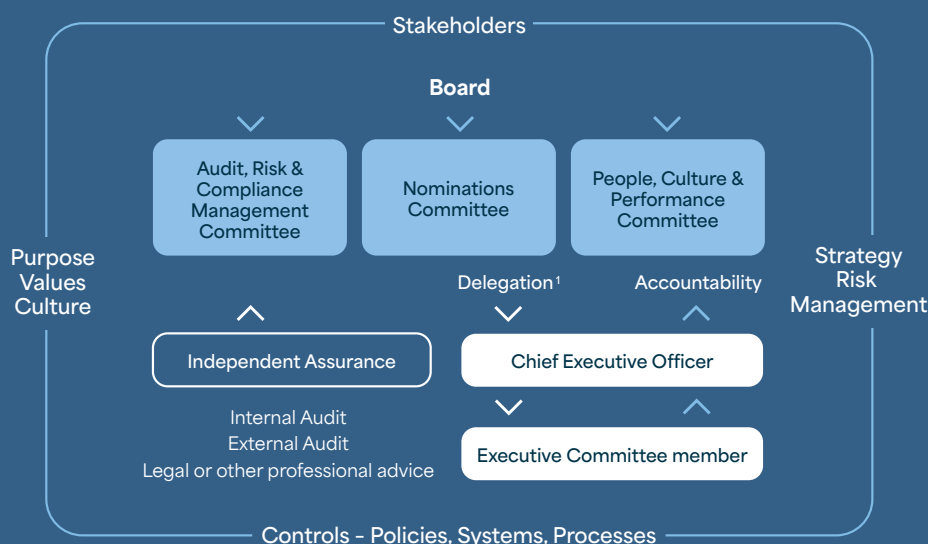 Stakeholders
Board
Audit, Risk &
Compliance
Management
Committee
Nominations
Committee
People, Culture &
Performance
Committee
Purpose
Values
Culture
Strategy
Risk
Management
Delegation¹
Accountability
Independent Assurance
Chief Executive Officer
Internal Audit
External Audit
Legal or other professional advice
Executive Committee member
Controls – Policies, Systems, Processes